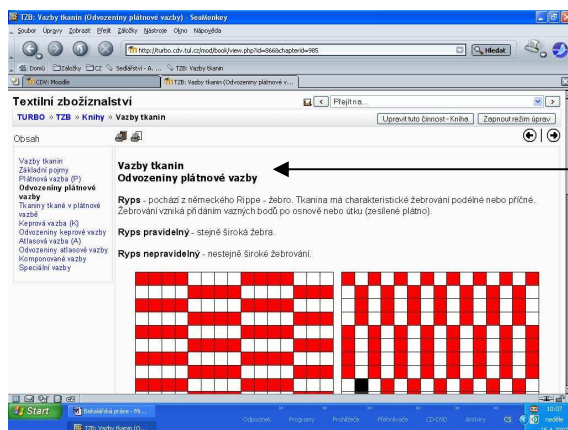 TZB: Vazby tkanin (Odvozeniny plátnové vazby) - SeaMonkey
Soubor Úpravy Zobrazit Přejít Záložky Nástroje Okno Nápověda
http://turbo.cdv.tul.cz/mod/book/view.php?id=866&chapterid=985
Hledat
Domů Záložky CZ Sedlářství - A. ... TZB: Vazby tkanin
CDV: Moodle
TZB: Vazby tkanin (Odvozeniny plátnové v...
Textilní zbožíznalství
Přejít na...
TURBO » TZB » Knihy » Vazby tkanin
Upravit tuto činnost - Kniha
Zapnout režim úprav
Obsah
Vazby tkanin
Základní pojmy
Plátnová vazba (P)
Odvozeniny plátnové
vazby
Tkaniny tkané v plátnové
vazbě
Keprová vazba (K)
Odvozeniny keprové vazby
Atlasová vazba (A)
Odvozeniny atlasové vazby
Komponované vazby
Speciální vazby
Vazby tkanin
Odvozeniny plátnové vazby
Ryps - pochází z německého Rippe - žebro. Tkanina má charakteristické žebrování podélné nebo příčné.
Žebrování vzniká přidáním vazných bodů po osnově nebo útku (zesílené plátno).
Ryps pravidelný - stejně široká žebra.
Ryps nepravidelný - nestejně široké žebrování.
Start
Bakalářská práce - Mi...
TZB: Vazby tkanin (O...
Odpočinek
Programy
Prohlížeče
Přehrávače
CD-DVD
Antiviry
CS
10:07
neděle